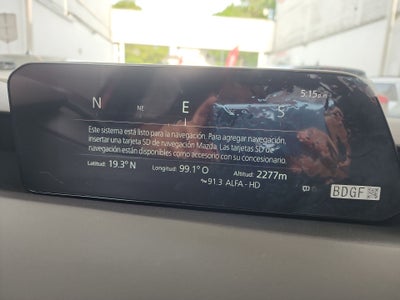 5:15p.m.
N NE E S
Este sistema está listo para la navegación. Para agregar navegación,
insertar una tarjeta SD de navegación Mazda. Las tarjetas SD de
navegación están disponibles como accesorio con su concesionario.
Latitud: 19.3° N Longitud: 99.1° O Altitud: 2277m
91.3 ALFA - HD
BDGF